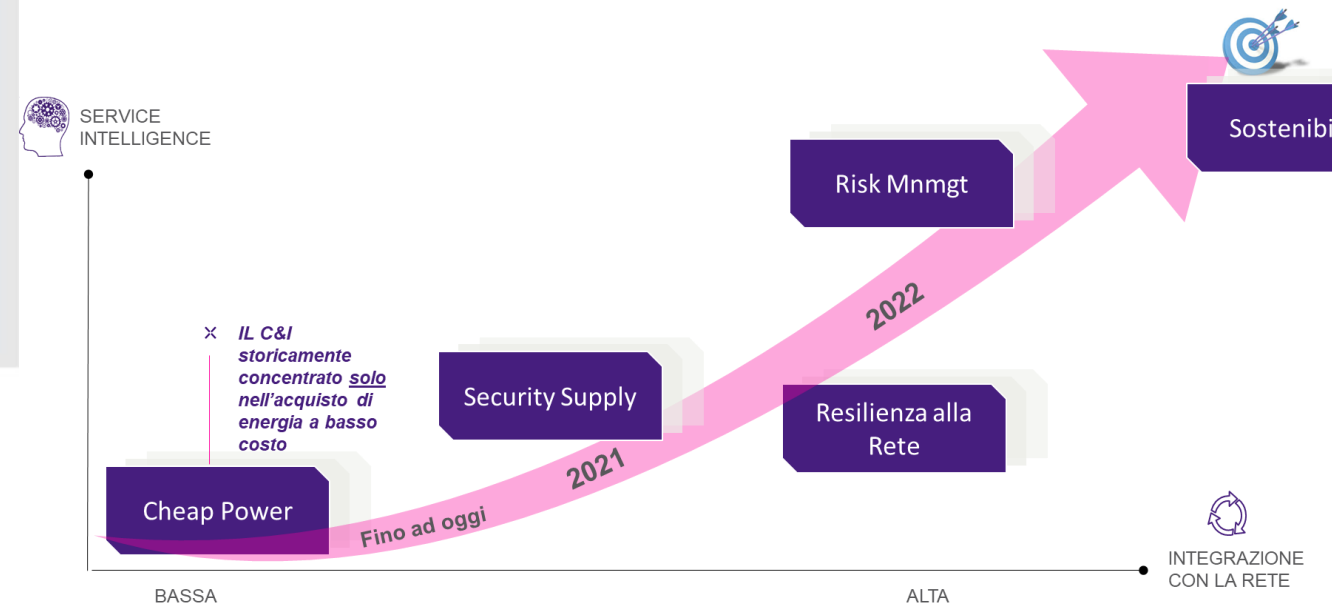 SERVICE
INTELLIGENCE
Sostenibi
Risk Mnmgt
2022
IL C&I
storicamente
concentrato solo
nell'acquisto di
energia a basso
costo
Security Supply
Resilienza alla
Rete
2021
Cheap Power
Fino ad oggi
INTEGRAZIONE
CON LA RETE
BASSA
ALTA